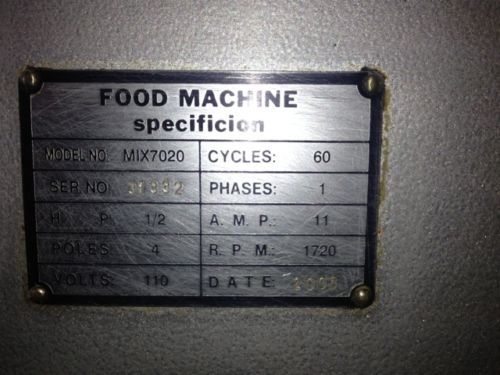 FOOD MACHINE
specificion
MODEL NO. MIX7020 CYCLES: 60
SER NO. PHASES: 1
H. P. 1/2 A. M. P.: 11
POLES: 4 R. P. M.: 1720
VOLTS: 110 DATE: